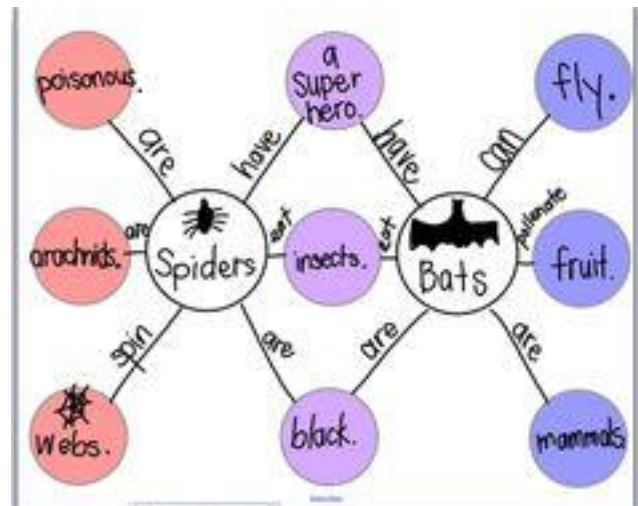 poisonous.
a
Super
hero.
fly.
are
have
have
can
arachnids.
are
Spiders
eat
insects.
eat
Bats
pollenate
fruit.
spin
are
are
are
Webs.
black.
mammals.